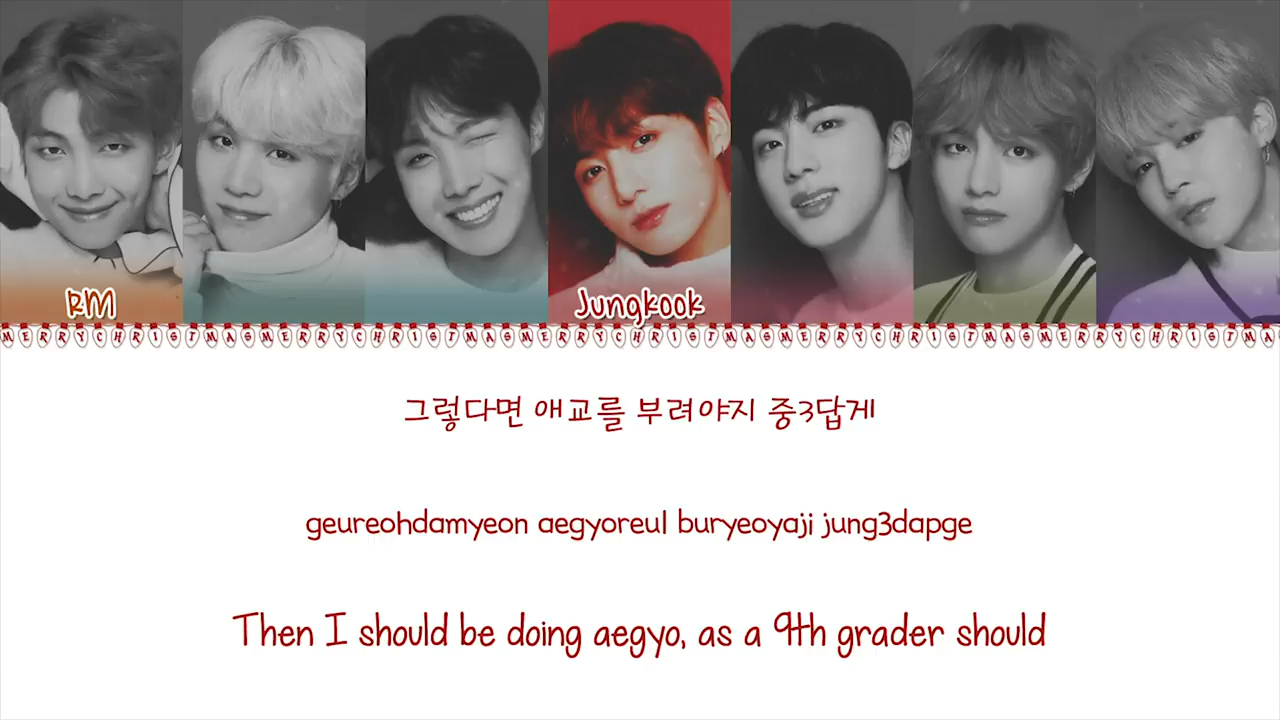 RM
Jungkook
MERRYCHRISTMASMERRYCHRISTMASMERRYCHRISTMASMERRYCHRISTMASMERRYCHRISTMA
그렇다면 애교를 부려야지 중3답게
geureohdamyeon aegyoreul buryeoyaji jung3dapge
Then I should be doing aegyo, as a 9th grader should